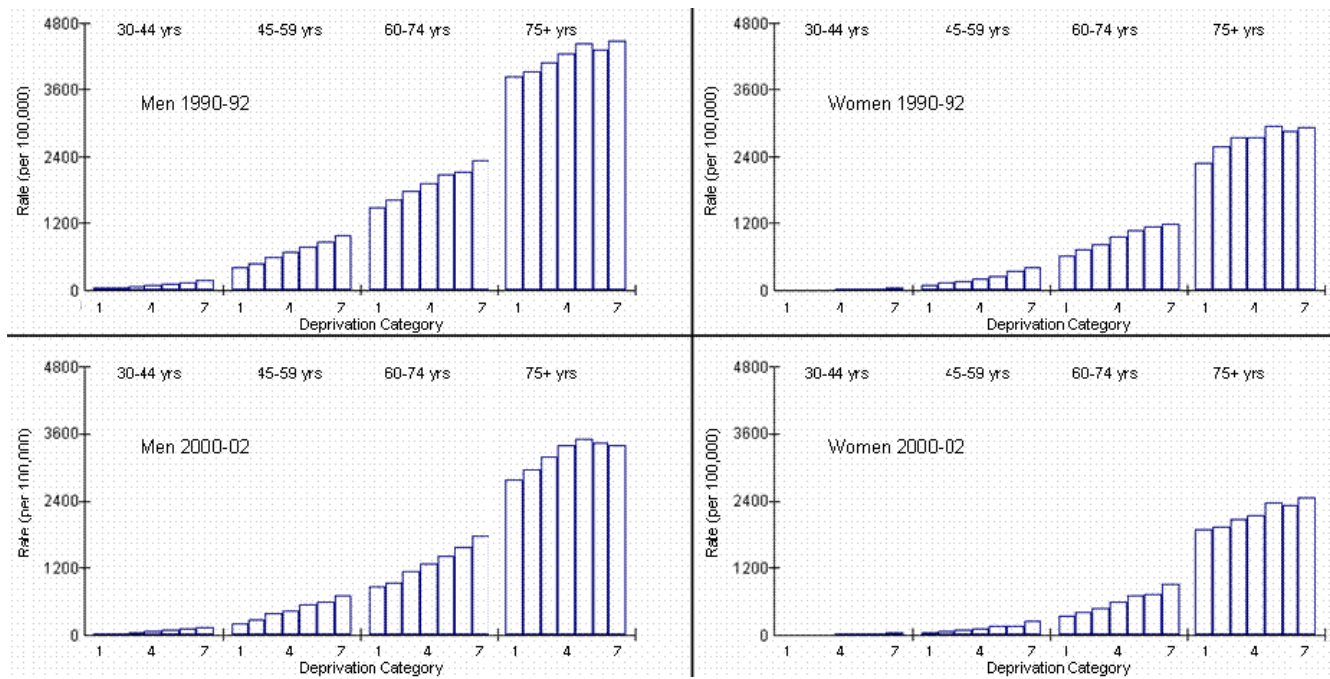 4800
30-44 yrs 45-59 yrs 60-74 yrs 75+ yrs
3600
Men 1990-92
2400
1200
0
Rate (per 100,000)
1 4 7 1 4 7 1 4 7 1 4 7
Deprivation Category
4800
30-44 yrs 45-59 yrs 60-74 yrs 75+ yrs
3600
Women 1990-92
2400
1200
0
Rate (per 100,000)
1 4 7 1 4 7 1 4 7 1 4 7
Deprivation Category
4800
30-44 yrs 45-59 yrs 60-74 yrs 75+ yrs
3600
Men 2000-02
2400
1200
0
Rate (per 100,000)
1 4 7 1 4 7 1 4 7 1 4 7
Deprivation Category
4800
30-44 yrs 45-59 yrs 60-74 yrs 75+ yrs
3600
Women 2000-02
2400
1200
0
Rate (per 100,000)
1 4 7 1 4 7 1 4 7 1 4 7
Deprivation Category